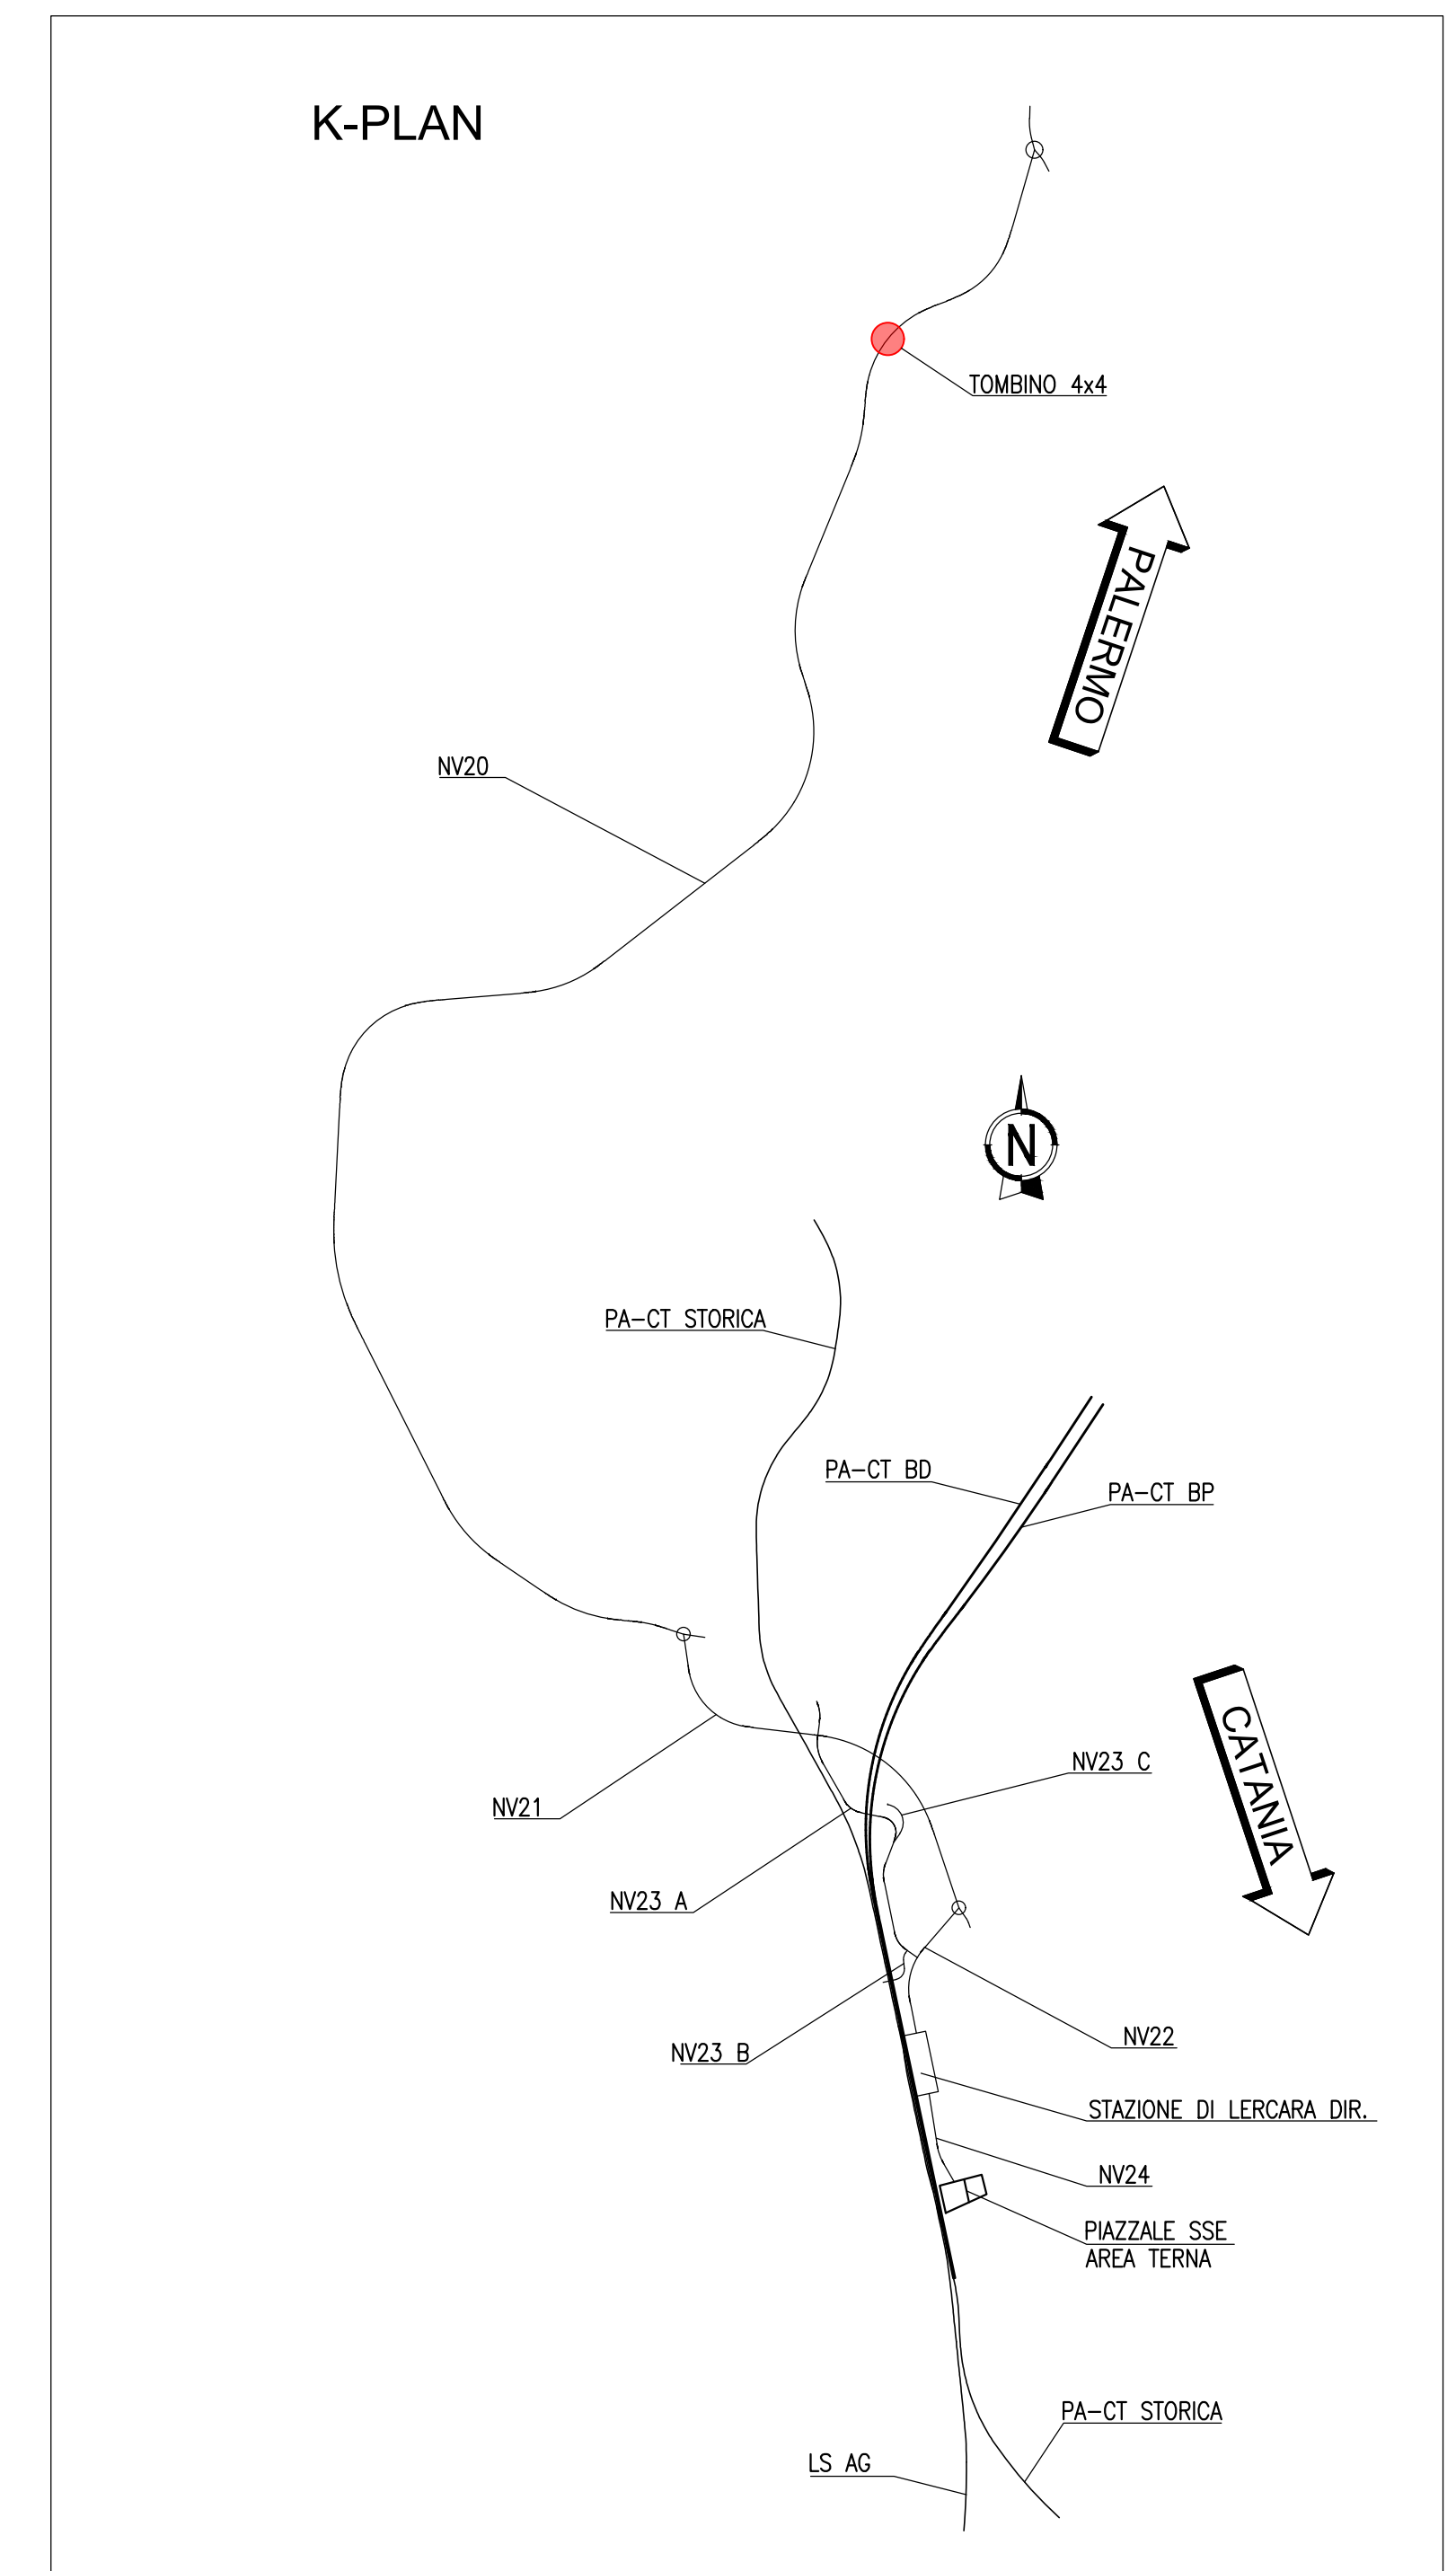 K-PLAN
TOMBINO 4x4
PALERMO
NV20
N
PA-CT STORICA
PA-CT BD
PA-CT BP
CATANIA
NV23 C
NV21
NV23 A
NV22
NV23 B
STAZIONE DI LERCARA DIR.
NV24
PIAZZALE SSE
AREA TERNA
PA-CT STORICA
LS AG